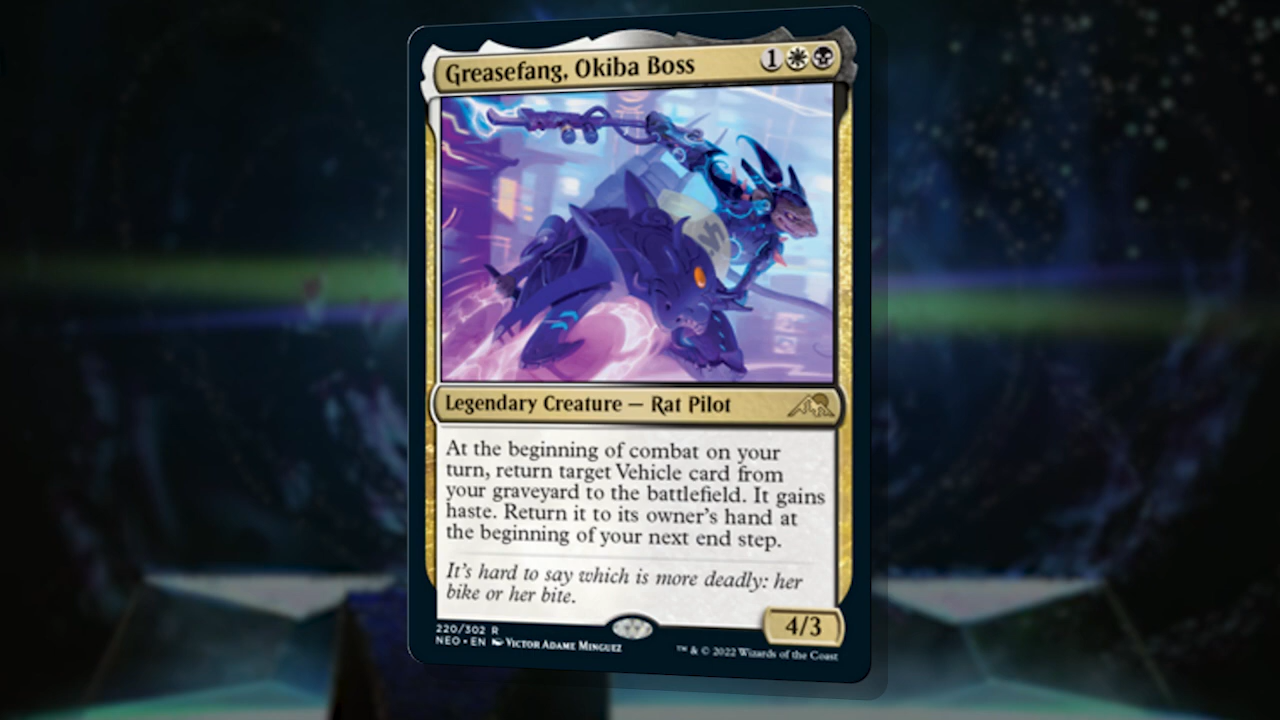 Greasefang, Okiba Boss 1
Legendary Creature — Rat Pilot
At the beginning of combat on your
turn, return target Vehicle card from
your graveyard to the battlefield. It gains
haste. Return it to its owner's hand at
the beginning of your next end step.
It's hard to say which is more deadly: her
bike or her bite.
4/3
220/302 R
NEO • EN Victor Adame Minguez
™ & © 2022 Wizards of the Coast